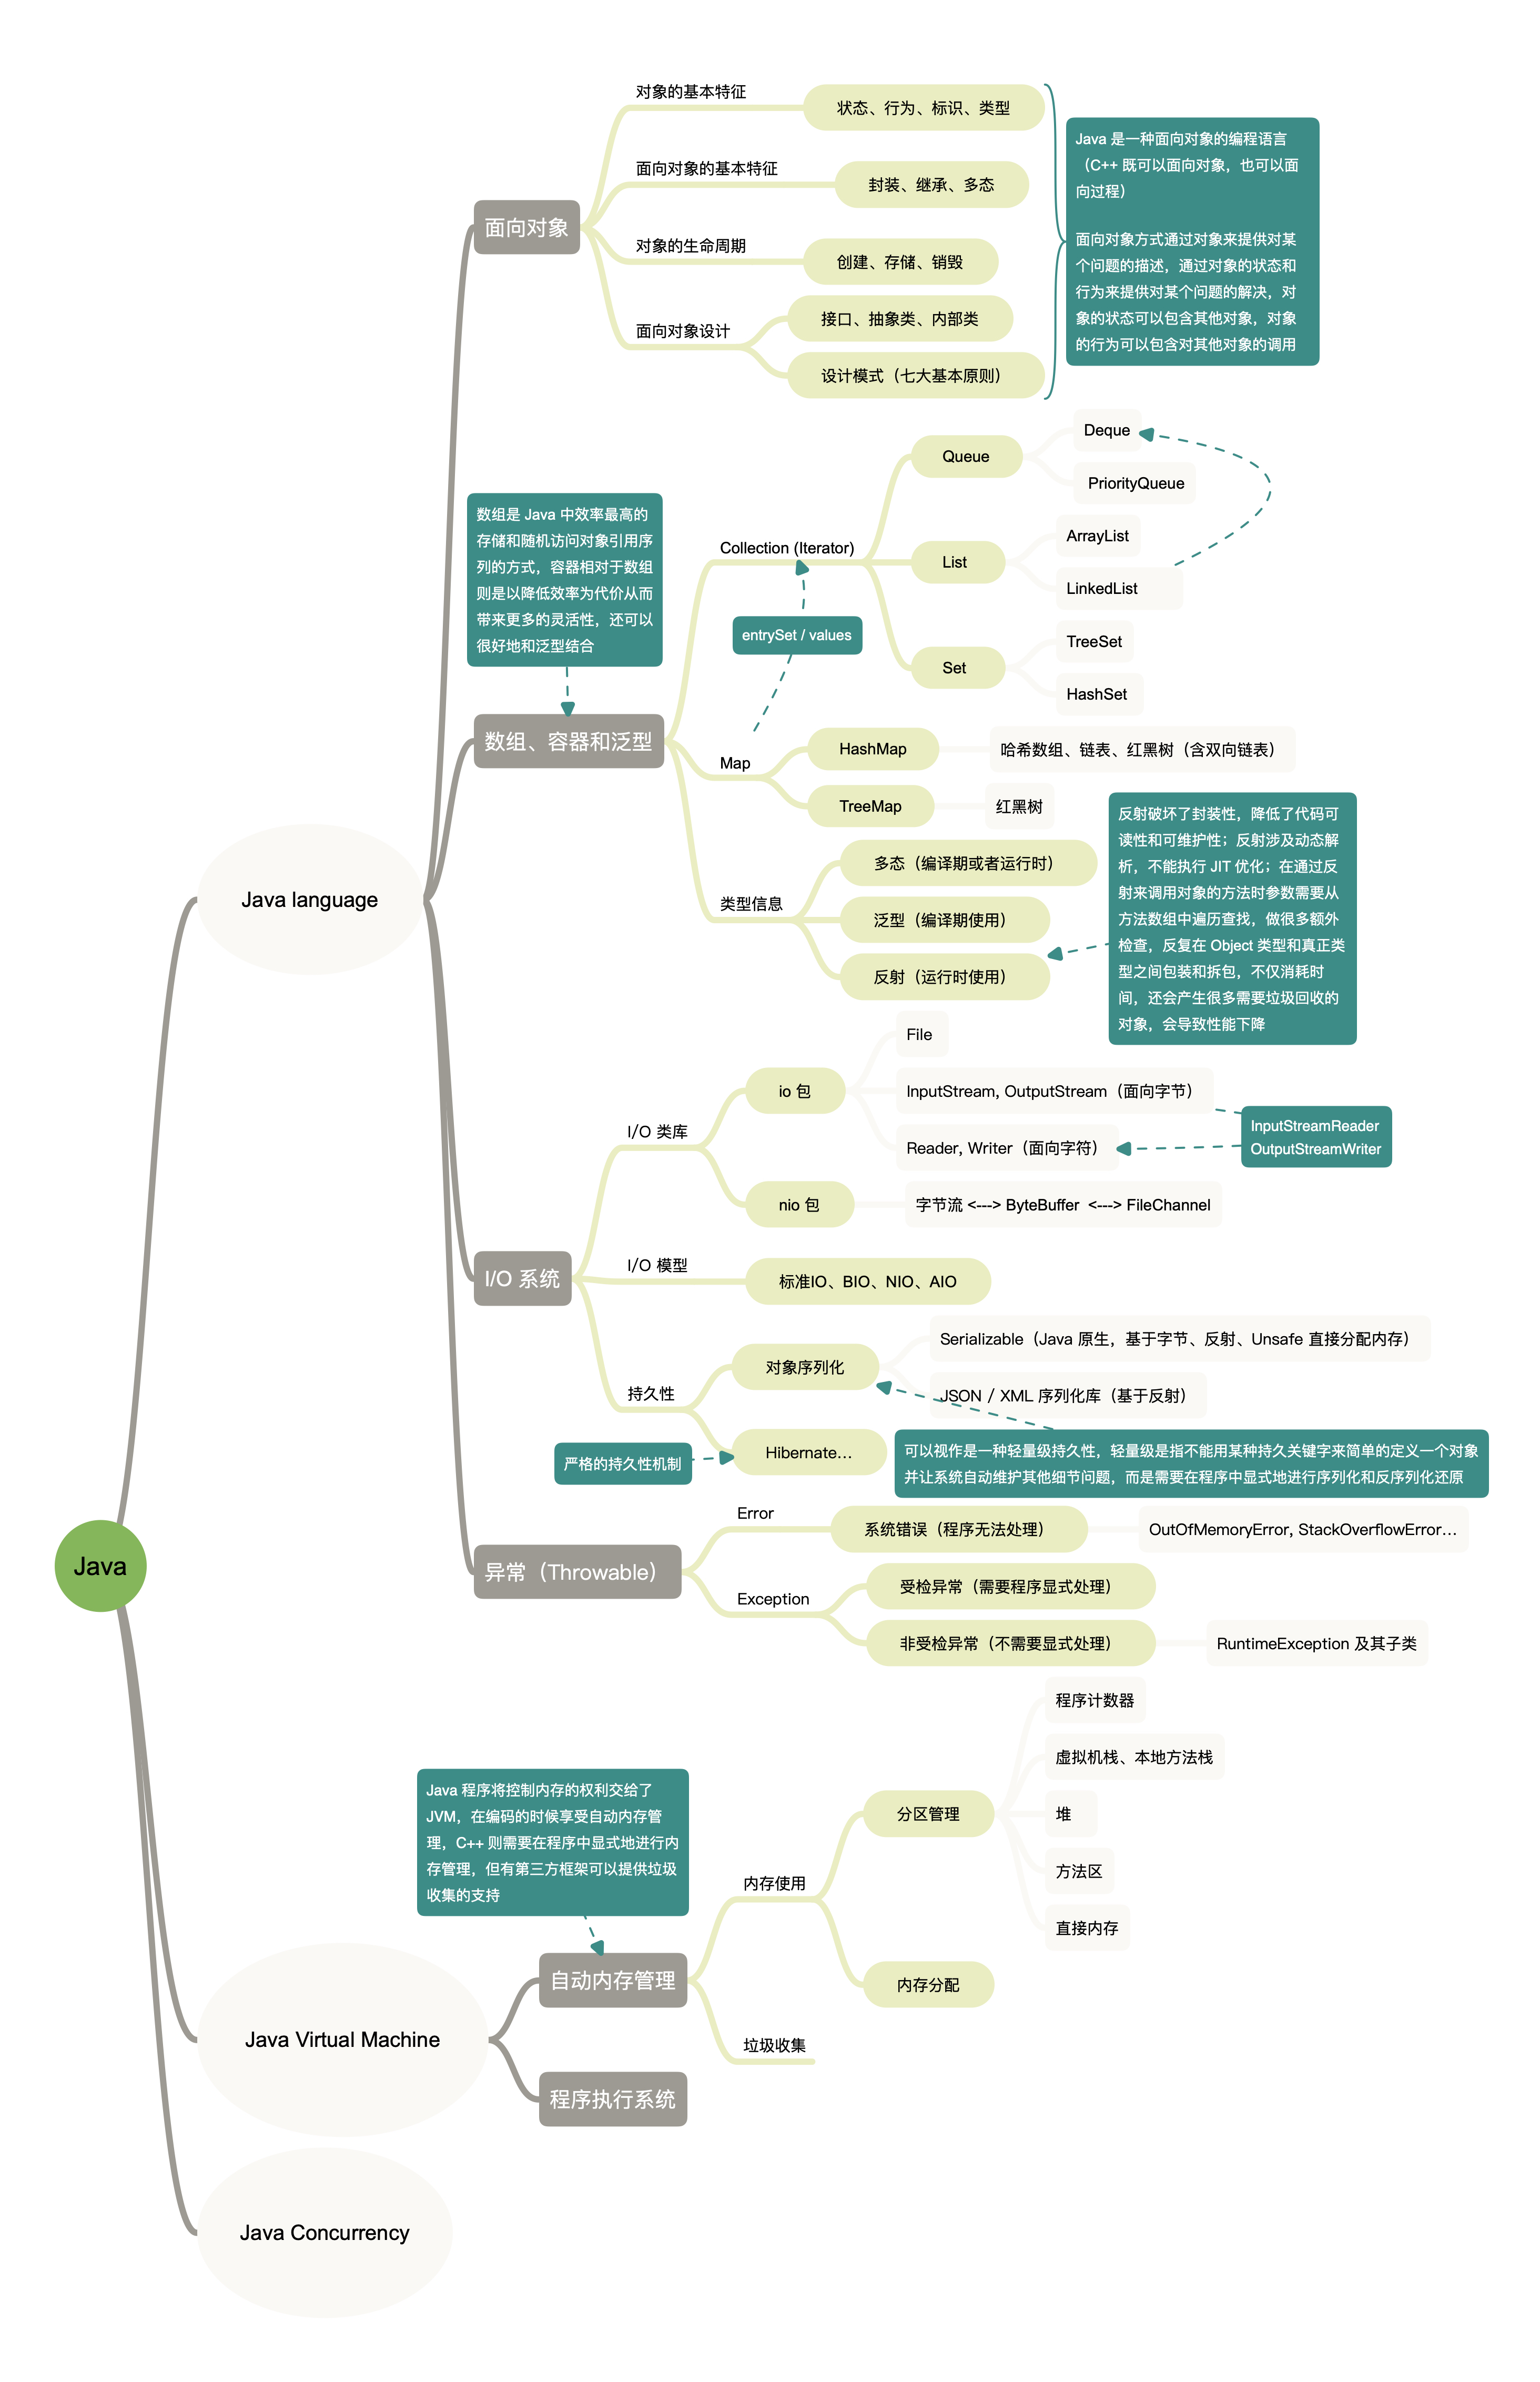 对象的基本特征
状态、行为、标识、类型
面向对象的基本特征
封装、继承、多态
面向对象
对象的生命周期
创建、存储、销毁
面向对象设计
接口、抽象类、内部类
设计模式（七大基本原则）
Java 是一种面向对象的编程语言
（C++ 既可以面向对象，也可以面
向过程）
面向对象方式通过对象来提供对某
个问题的描述，通过对象的状态和
行为来提供对某个问题的解决，对
象的状态可以包含其他对象，对象
的行为可以包含对其他对象的调用
数组是 Java 中效率最高的
存储和随机访问对象引用序
列的方式，容器相对于数组
则是以降低效率为代价从而
带来更多的灵活性，还可以
很好地和泛型结合
数组、容器和泛型
Collection (Iterator)
Queue
Deque
PriorityQueue
List
ArrayList
LinkedList
Set
TreeSet
HashSet
entrySet / values
Map
HashMap
哈希数组、链表、红黑树（含双向链表）
TreeMap
红黑树
类型信息
多态（编译期或者运行时）
泛型（编译期使用）
反射（运行时使用）
反射破坏了封装性，降低了代码可
读性和可维护性；反射涉及动态解
析，不能执行 JIT 优化；在通过反
射来调用对象的方法时参数需要从
方法数组中遍历查找，做很多额外
检查，反复在 Object 类型和真正类
型之间包装和拆包，不仅消耗时
间，还会产生很多需要垃圾回收的
对象，会导致性能下降
Java language
I/O 系统
I/O 类库
io 包
File
InputStream, OutputStream（面向字节）
Reader, Writer（面向字符）
InputStreamReader
OutputStreamWriter
nio 包
字节流 <---> ByteBuffer <---> FileChannel
I/O 模型
标准IO、BIO、NIO、AIO
持久性
对象序列化
Serializable（Java 原生，基于字节、反射、Unsafe 直接分配内存）
JSON / XML 序列化库（基于反射）
严格的持久性机制
Hibernate...
可以视作是一种轻量级持久性，轻量级是指不能用某种持久关键字来简单的定义一个对象
并让系统自动维护其他细节问题，而是需要在程序中显式地进行序列化和反序列化还原
异常（Throwable）
Error
系统错误（程序无法处理）
OutOfMemoryError, StackOverflowError...
Exception
受检异常（需要程序显式处理）
非受检异常（不需要显式处理）
RuntimeException 及其子类
Java
Java 程序将控制内存的权利交给了
JVM，在编码的时候享受自动内存管
理，C++ 则需要在程序中显式地进行内
存管理，但有第三方框架可以提供垃圾
收集的支持
自动内存管理
内存使用
分区管理
程序计数器
虚拟机栈、本地方法栈
堆
方法区
直接内存
内存分配
垃圾收集
Java Virtual Machine
程序执行系统
Java Concurrency